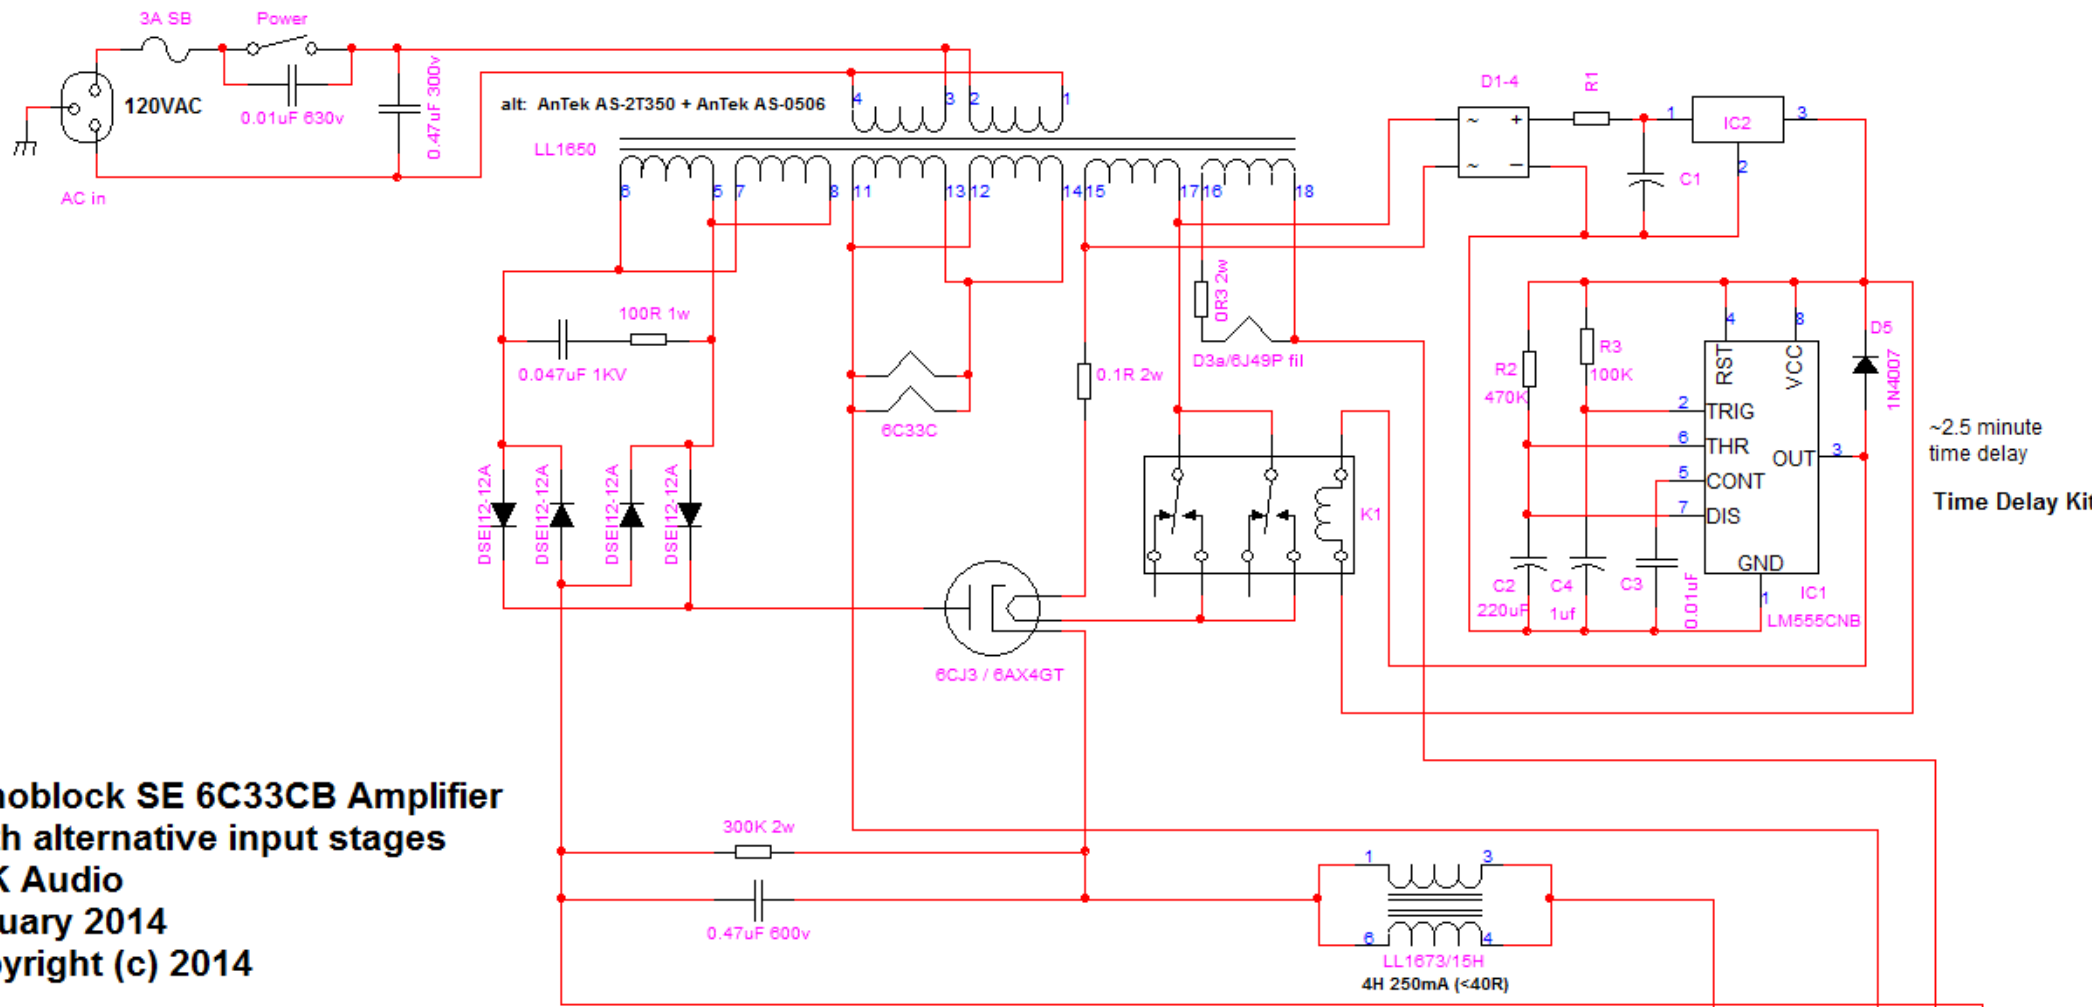 3A SB
Power
120VAC
0.01uF 630v
0.47uF 300v
AC in
alt: AnTek AS-2T350 + AnTek AS-0506
LL1650
4
3
2
1
6
5
7
8
11
13
12
14
15
17
16
18
D1-4
~
+
~
−
R1
1
IC2
3
2
C1
100R 1w
0.047uF 1KV
6C33C
0R3 2w
D3a/6J49P fil
0.1R 2w
DSEI12-12A
DSEI12-12A
DSEI12-12A
DSEI12-12A
K1
6CJ3 / 6AX4GT
R2
470K
R3
100K
4
8
RST
VCC
D5
1N4007
2
TRIG
6
THR
OUT
3
5
CONT
7
DIS
GND
1
C2
220uF
C4
1uf
C3
0.01uF
IC1
LM555CNB
~2.5 minute
time delay
Time Delay Kit
noblock SE 6C33CB Amplifier
th alternative input stages
K Audio
uary 2014
pyright (c) 2014
300K 2w
0.47uF 600v
1
3
6
4
LL1673/15H
4H 250mA (<40R)